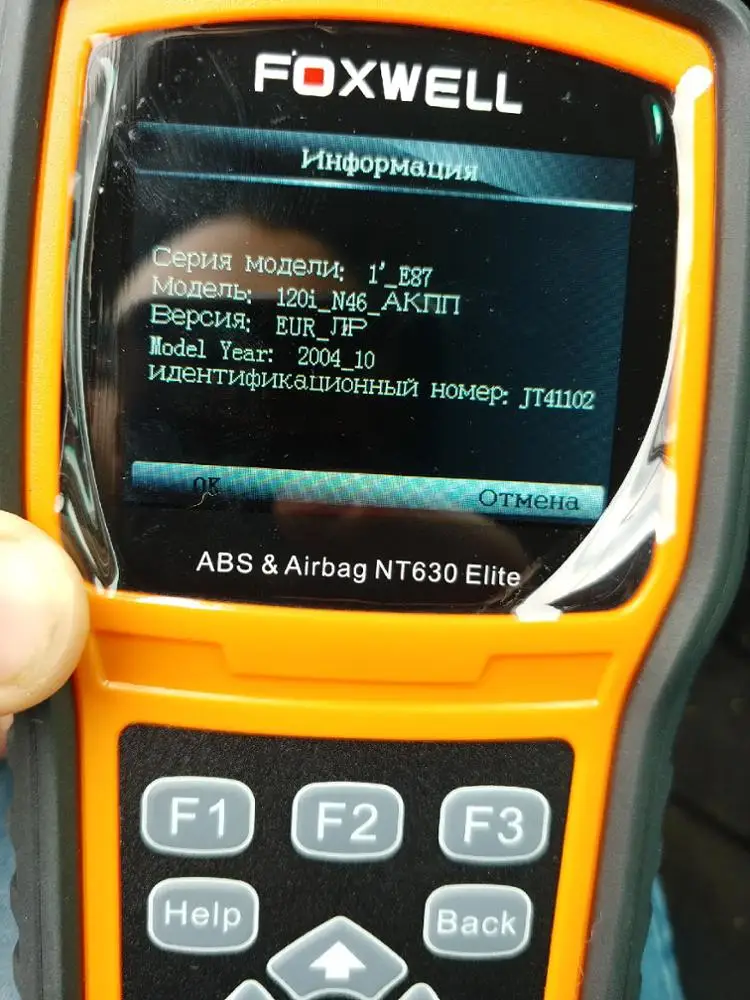 FOXWELL
Информация
Серия модели: 1'_E87
Модель: 120i_N46_АКПП
Версия: EUR_ЛР
Model Year: 2004_10
идентификационный номер: JT41102
OK Отмена
ABS & Airbag NT630 Elite
F1 F2 F3
Help Back